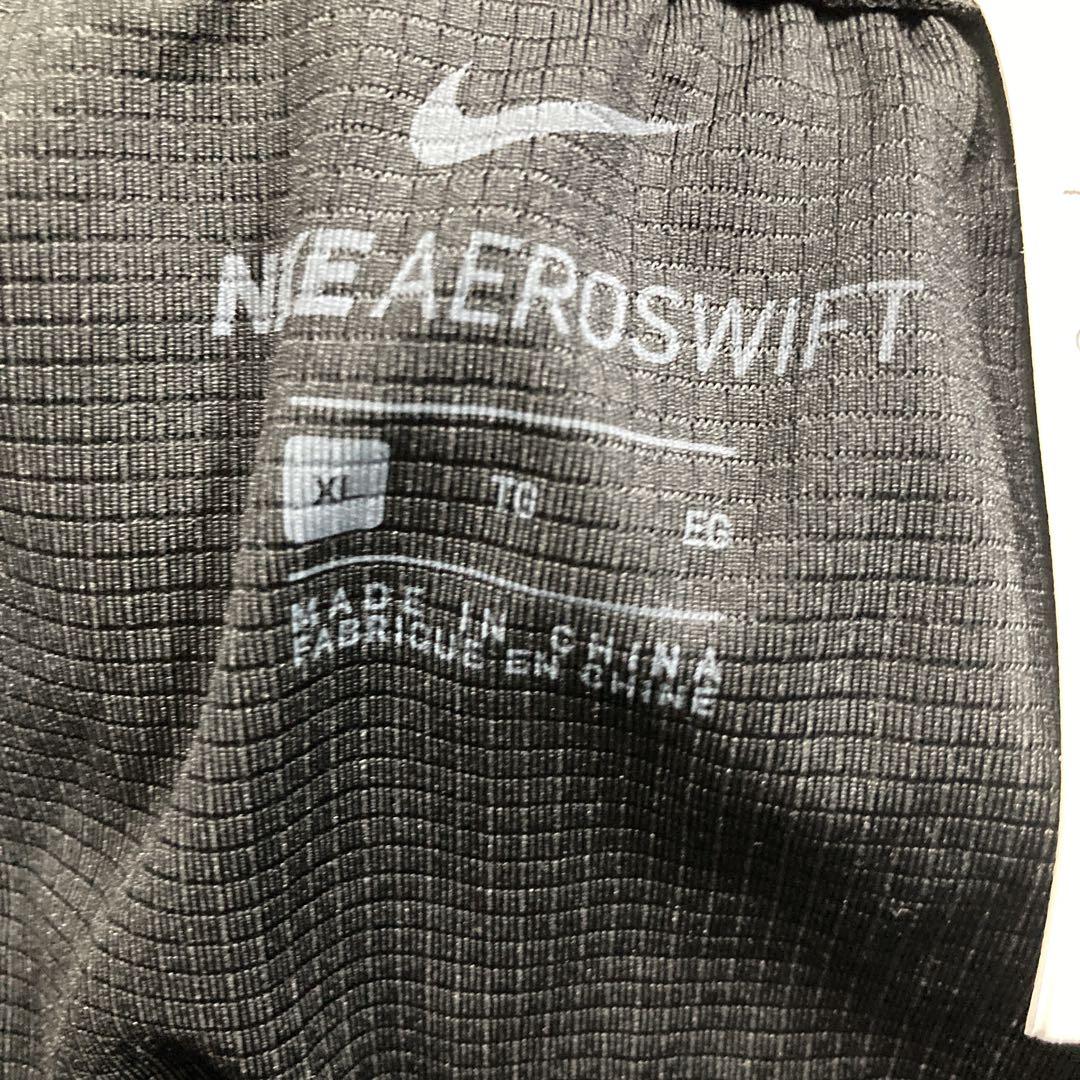 NIKE AEROSWIFT
XL TG EG
MADE IN CHINA
FABRIQUE EN CHINE